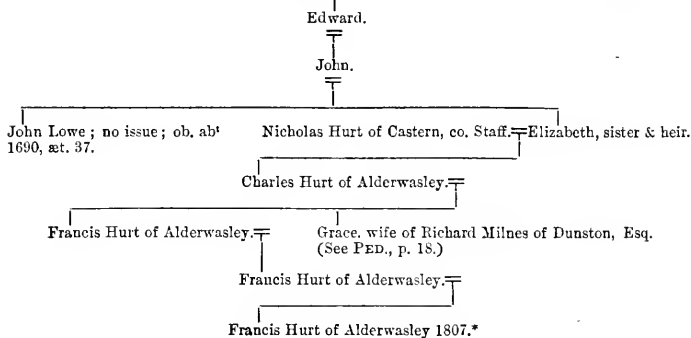 Edward.
John.
John Lowe; no issue; ob. abᵗ
1690, æt. 37.
Nicholas Hurt of Castern, co. Staff.
Elizabeth, sister & heir.
Charles Hurt of Alderwasley.
Francis Hurt of Alderwasley.
Grace. wife of Richard Milnes of Dunston, Esq.
(See PED., p. 18.)
Francis Hurt of Alderwasley.
Francis Hurt of Alderwasley 1807.*